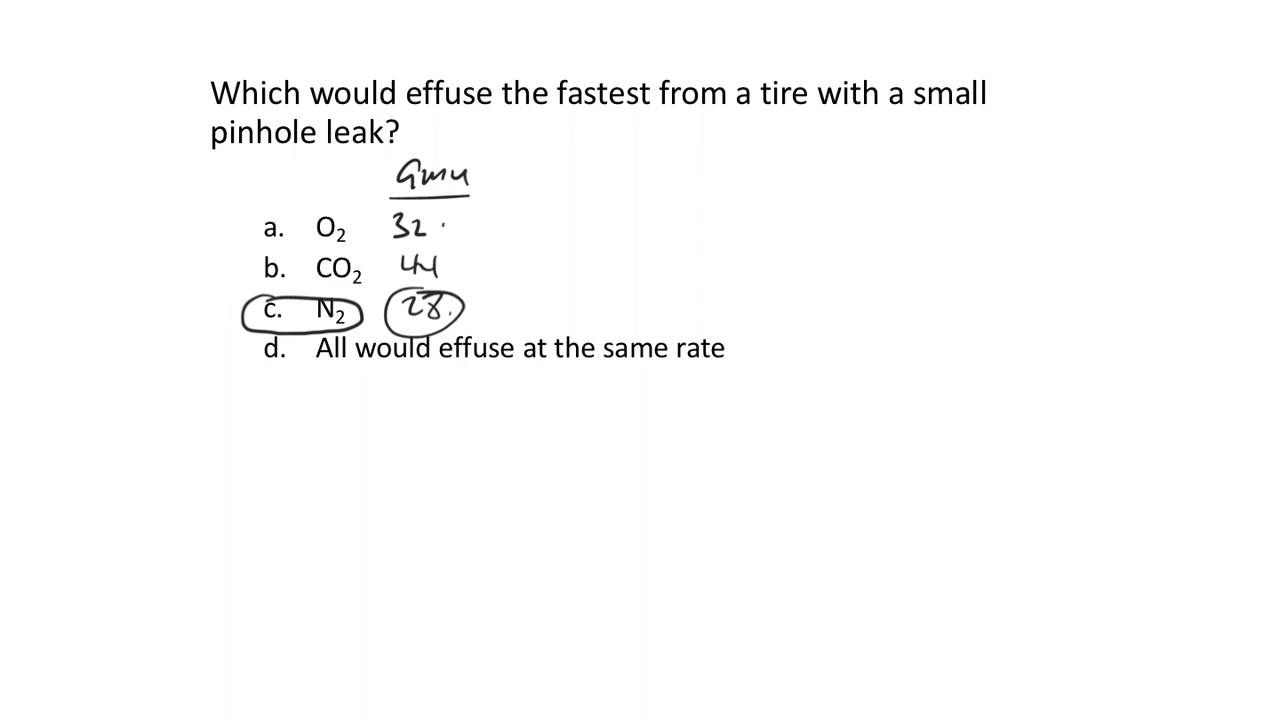 Which would effuse the fastest from a tire with a small
pinhole leak?
Gmw
a. O₂ 32
b. CO₂ 44
c. N₂ 28.
d. All would effuse at the same rate